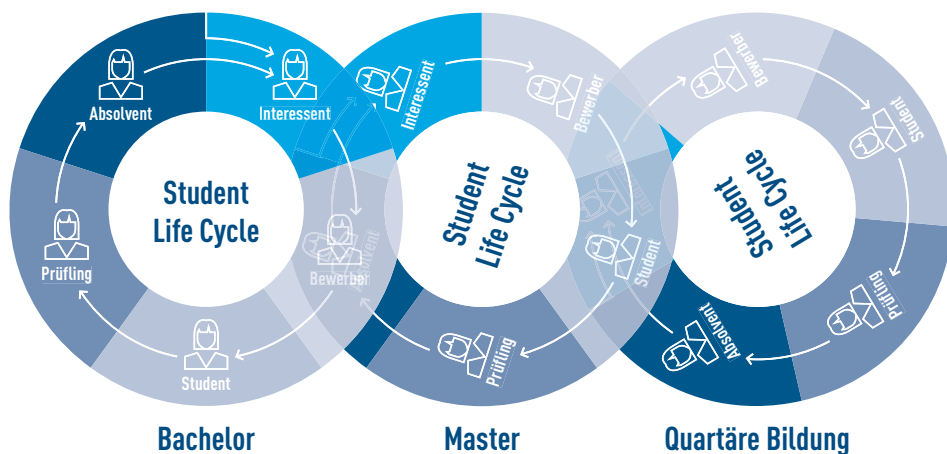 Absolvent
Interessent
Bewerber
Student
Prüfling
Student
Life Cycle
Bachelor
Interessent
Bewerber
Student
Prüfling
Absolvent
Student
Life Cycle
Master
Interessent
Bewerber
Student
Prüfling
Absolvent
Student
Life Cycle
Quartäre Bildung